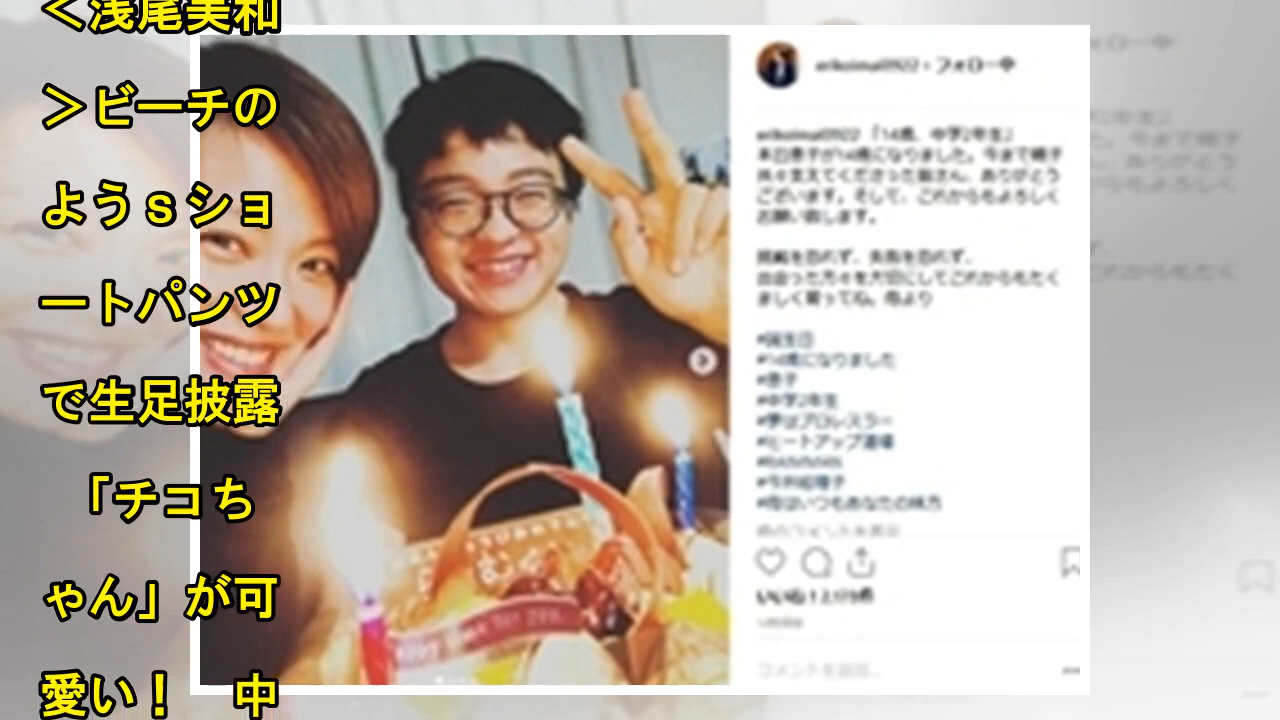 <浅尾美和
>ビーチの
ようsショ
ートパンツ
で生足披露
「チコち
ゃん」が可
愛い! 中
erikoimai0922・フォロー中
erikoimai0922 「14歳、中学2年生」
本日息子が14歳になりました。今まで親子
共々支えてくださった皆さん、ありがとう
ございます。そして、これからもよろしく
お願い致します。
挑戦を恐れず、失敗を恐れず、
出会った方々を大切にしてこれからもたく
ましく育ってね。母より
#誕生日
#14歳になりました
#息子
#中学2年生
#夢はプロレスラー
#ヒートアップ道場
#今井絵理子
#母はいつもあなたの味方
コメントを追加...